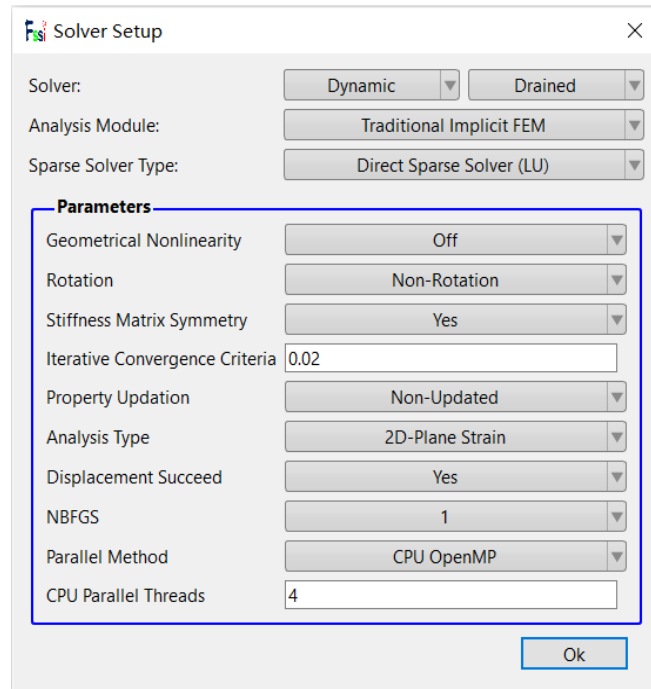 Fssi Solver Setup
Solver: Dynamic Drained
Analysis Module: Traditional Implicit FEM
Sparse Solver Type: Direct Sparse Solver (LU)
Parameters
Geometrical Nonlinearity Off
Rotation Non-Rotation
Stiffness Matrix Symmetry Yes
Iterative Convergence Criteria 0.02
Property Updation Non-Updated
Analysis Type 2D-Plane Strain
Displacement Succeed Yes
NBFGS 1
Parallel Method CPU OpenMP
CPU Parallel Threads 4
Ok